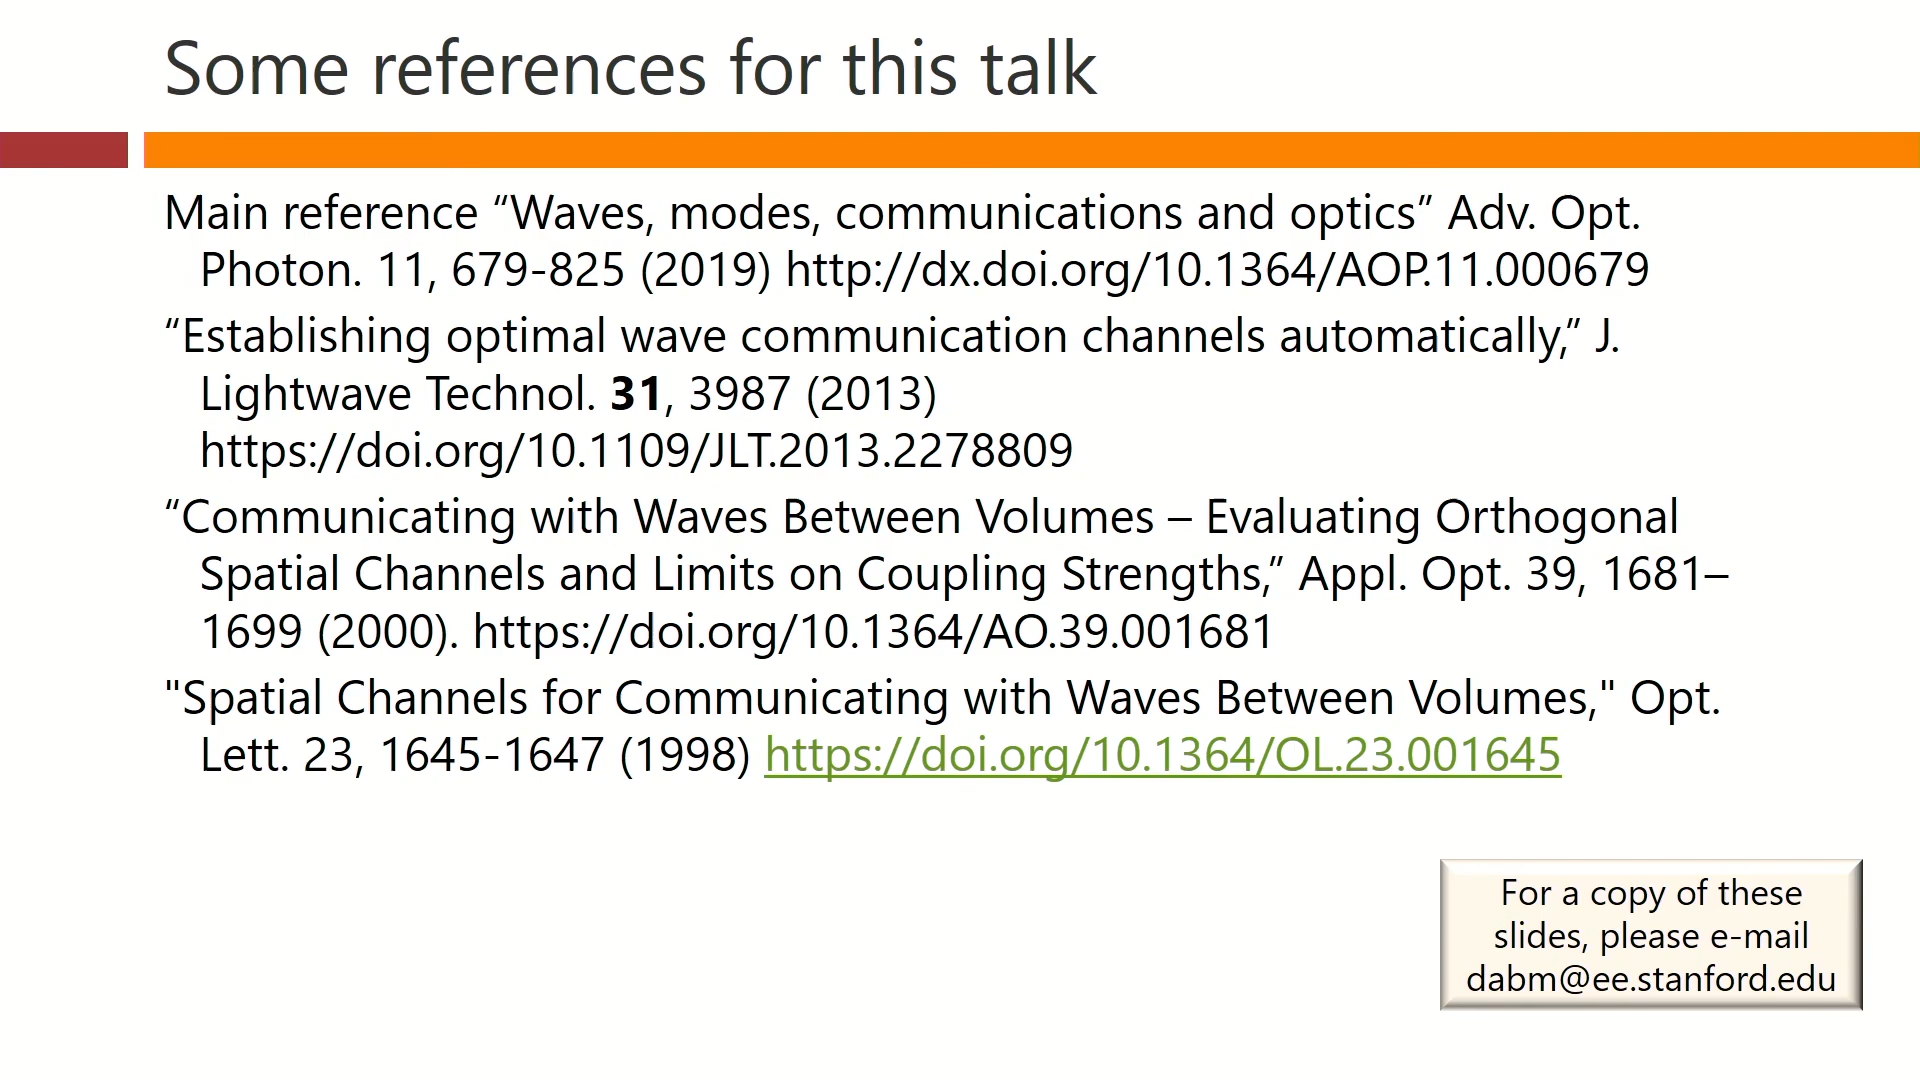 Some references for this talk
Main reference “Waves, modes, communications and optics” Adv. Opt.
Photon. 11, 679-825 (2019) http://dx.doi.org/10.1364/AOP.11.000679
“Establishing optimal wave communication channels automatically,” J.
Lightwave Technol. 31, 3987 (2013)
https://doi.org/10.1109/JLT.2013.2278809
“Communicating with Waves Between Volumes – Evaluating Orthogonal
Spatial Channels and Limits on Coupling Strengths,” Appl. Opt. 39, 1681–
1699 (2000). https://doi.org/10.1364/AO.39.001681
"Spatial Channels for Communicating with Waves Between Volumes," Opt.
Lett. 23, 1645-1647 (1998) https://doi.org/10.1364/OL.23.001645
For a copy of these
slides, please e-mail
dabm@ee.stanford.edu